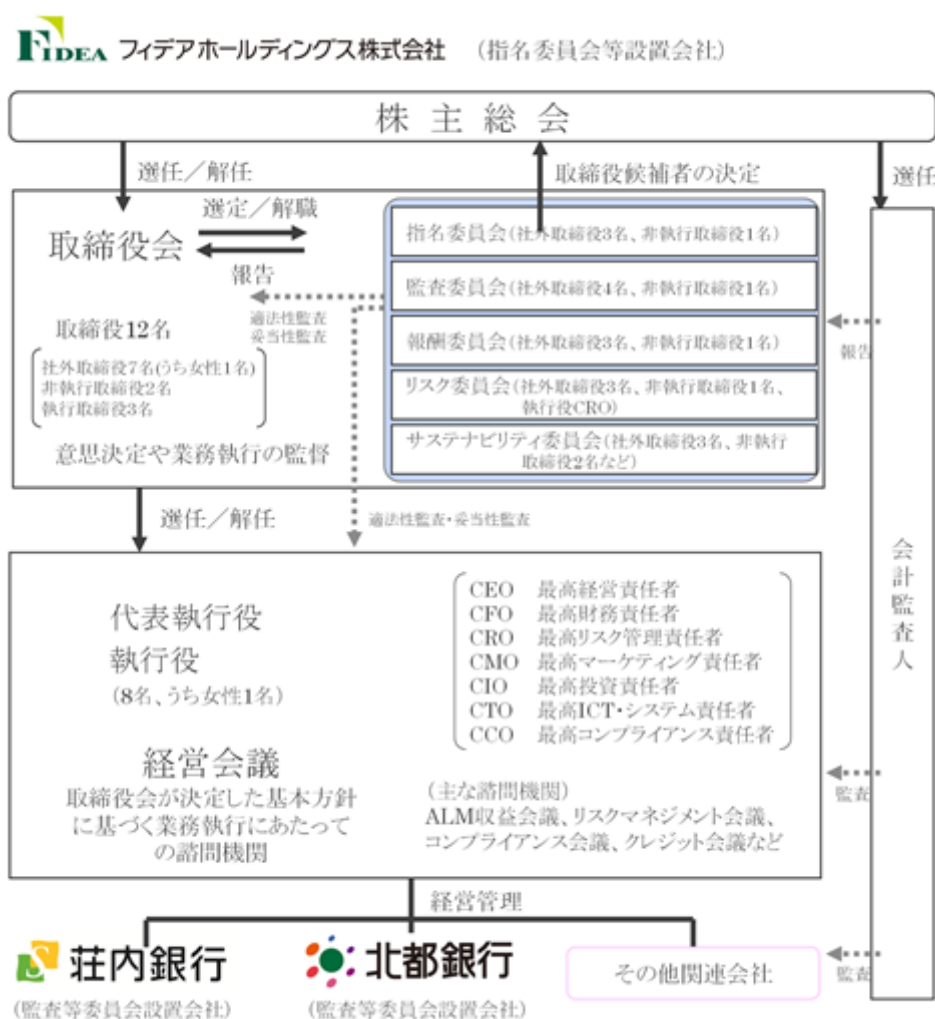 FIDEA フィデアホールディングス株式会社 (指名委員会等設置会社)
株主総会
選任/解任
取締役候補者の決定
選任
選定/解職
取締役会
報告
指名委員会(社外取締役3名、非執行取締役1名)
監査委員会(社外取締役4名、非執行取締役1名)
報酬委員会(社外取締役3名、非執行取締役1名)
リスク委員会(社外取締役3名、非執行取締役1名、
執行役CRO)
サステナビリティ委員会(社外取締役3名、非執行
取締役2名など)
適法性監査
妥当性監査
取締役12名
社外取締役7名(うち女性1名)
非執行取締役2名
執行取締役3名
意思決定や業務執行の監督
報告
選任/解任
適法性監査・妥当性監査
会計監査人
代表執行役
執行役
(8名、うち女性1名)
CEO 最高経営責任者
CFO 最高財務責任者
CRO 最高リスク管理責任者
CMO 最高マーケティング責任者
CIO 最高投資責任者
CTO 最高ICT・システム責任者
CCO 最高コンプライアンス責任者
経営会議
取締役会が決定した基本方針
に基づく業務執行にあたって
の諮問機関
(主な諮問機関)
ALM収益会議、リスクマネジメント会議、
コンプライアンス会議、クレジット会議など
監査
経営管理
荘内銀行
(監査等委員会設置会社)
北都銀行
(監査等委員会設置会社)
その他関連会社
監査